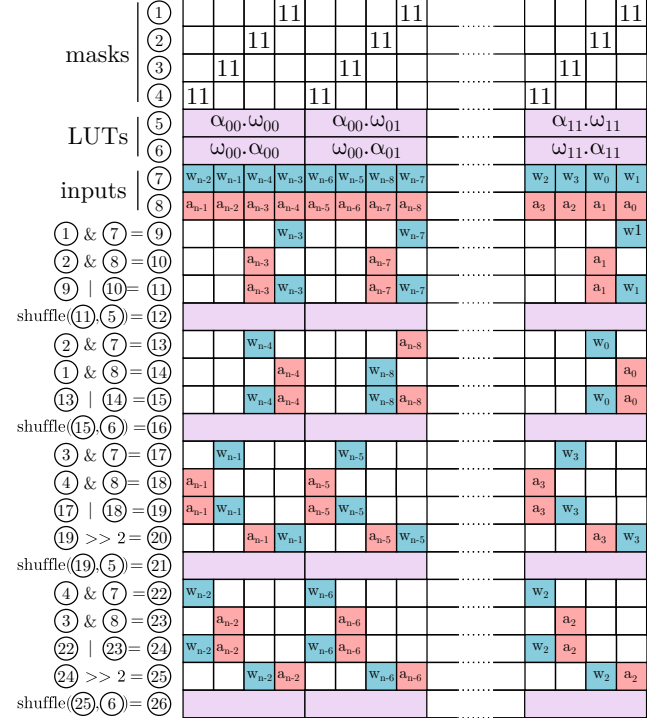 masks
① 11 11 ........ 11
② 11 11 11
③ 11 11 11
④ 11 11 ........ 11
LUTs
⑤ α₀₀.ω₀₀ α₀₀.ω₀₁ α₁₁.ω₁₁
⑥ ω₀₀.α₀₀ ω₀₀.α₀₁ ω₁₁.α₁₁
inputs
⑦ wₙ₋₂ wₙ₋₁ wₙ₋₄ wₙ₋₃ wₙ₋₆ wₙ₋₅ wₙ₋₈ wₙ₋₇ w₂ w₃ w₀ w₁
⑧ aₙ₋₁ aₙ₋₂ aₙ₋₃ aₙ₋₄ aₙ₋₅ aₙ₋₆ aₙ₋₇ aₙ₋₈ a₃ a₂ a₁ a₀
① & ⑦ = ⑨ wₙ₋₃ wₙ₋₇ w1
② & ⑧ = ⑩ aₙ₋₃ aₙ₋₇ a₁
⑨ | ⑩ = ⑪ aₙ₋₃ wₙ₋₃ aₙ₋₇ wₙ₋₇ a₁ w₁
shuffle(⑪,⑤) = ⑫
② & ⑦ = ⑬ wₙ₋₄ aₙ₋₈ w₀
① & ⑧ = ⑭ aₙ₋₄ wₙ₋₈ a₀
⑬ | ⑭ = ⑮ wₙ₋₄ aₙ₋₄ wₙ₋₈ aₙ₋₈ w₀ a₀
shuffle(⑮,⑥) = ⑯
③ & ⑦ = ⑰ wₙ₋₁ wₙ₋₅ w₃
④ & ⑧ = ⑱ aₙ₋₁ aₙ₋₅ a₃
⑰ | ⑱ = ⑲ aₙ₋₁ wₙ₋₁ aₙ₋₅ wₙ₋₅ a₃ w₃
⑲ >> 2 = ⑳ aₙ₋₁ wₙ₋₁ aₙ₋₅ wₙ₋₅ a₃ w₃
shuffle(⑲,⑤) = ㉑
④ & ⑦ = ㉒ wₙ₋₂ wₙ₋₆ w₂
③ & ⑧ = ㉓ aₙ₋₂ aₙ₋₆ a₂
㉒ | ㉓ = ㉔ wₙ₋₂ aₙ₋₂ wₙ₋₆ aₙ₋₆ w₂ a₂
㉔ >> 2 = ㉕ wₙ₋₂ aₙ₋₂ wₙ₋₆ aₙ₋₆ w₂ a₂
shuffle(㉕,⑥) = ㉖